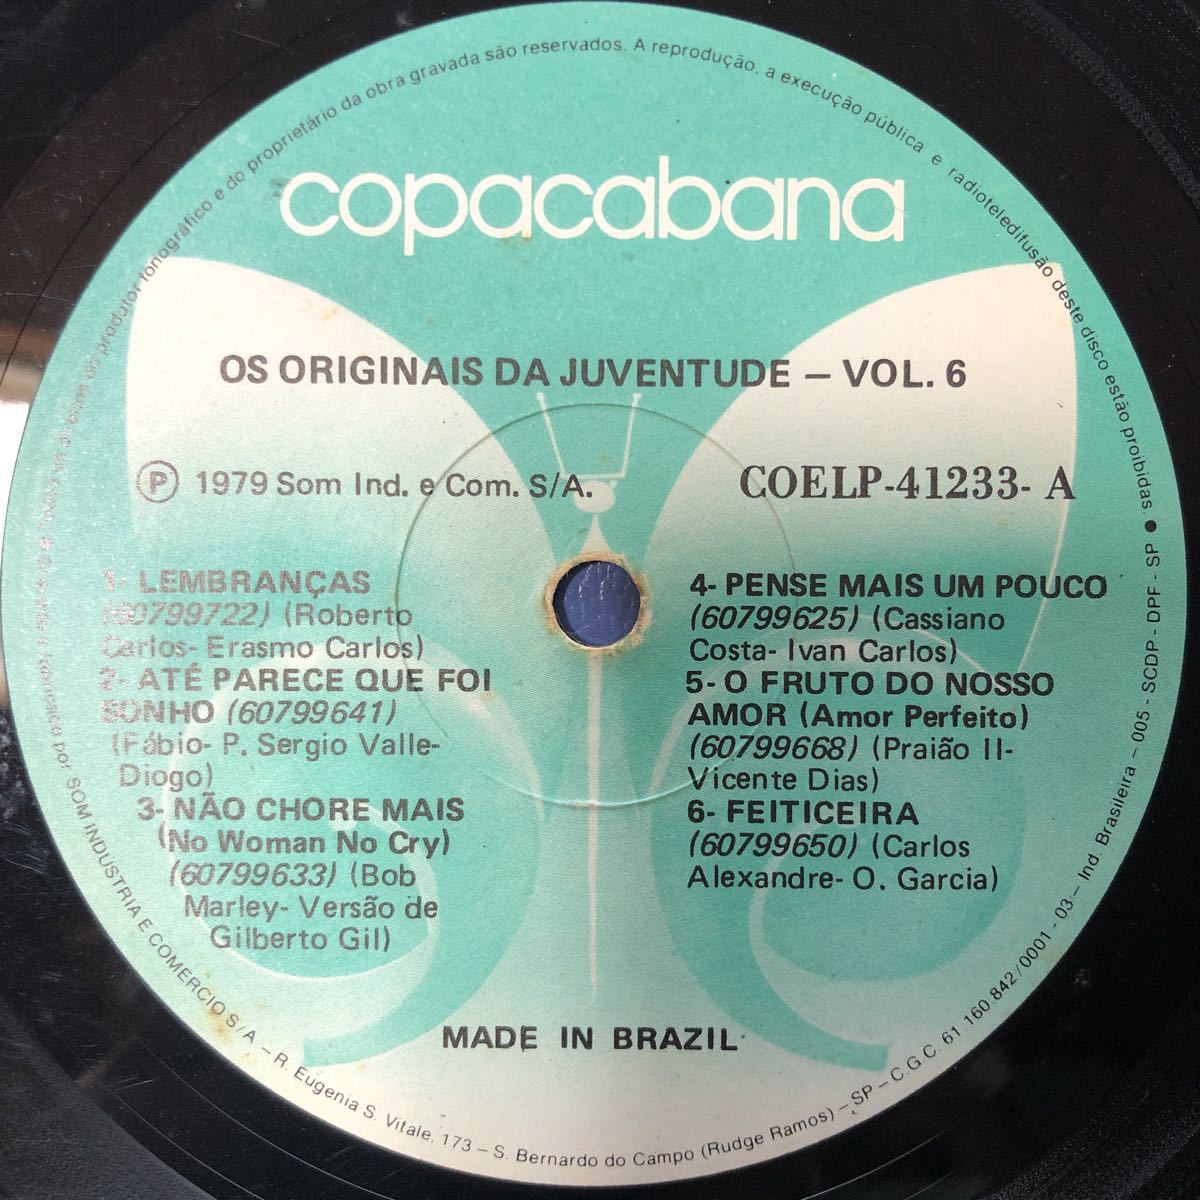 copacabana
OS ORIGINAIS DA JUVENTUDE – VOL. 6
Ⓟ 1979 Som Ind. e Com. S/A.
COELP-41233- A
1- LEMBRANÇAS
(60799722) (Roberto
Carlos- Erasmo Carlos)
2- ATÉ PARECE QUE FOI
SONHO (60799641)
(Fábio- P. Sergio Valle-
Diogo)
3- NÃO CHORE MAIS
(No Woman No Cry)
(60799633) (Bob
Marley- Versão de
Gilberto Gil)
4- PENSE MAIS UM POUCO
(60799625) (Cassiano
Costa- Ivan Carlos)
5- O FRUTO DO NOSSO
AMOR (Amor Perfeito)
(60799668) (Praião II-
Vicente Dias)
6- FEITICEIRA
(60799650) (Carlos
Alexandre- O. Garcia)
MADE IN BRAZIL
do produtor fonográfico e do proprietário da obra gravada são reservados. A reprodução, a execução pública e radioteledifusão deste disco estão proibidas. ●
por SOM INDUSTRIA E COMERCIO S/A – R. Eugenia S. Vitale, 173 – S. Bernardo do Campo (Rudge Ramos) – SP – C.G.C. 61 160 842/0001 - 03 – Ind. Brasileira – 005 - SCDP - DPF - SP ●